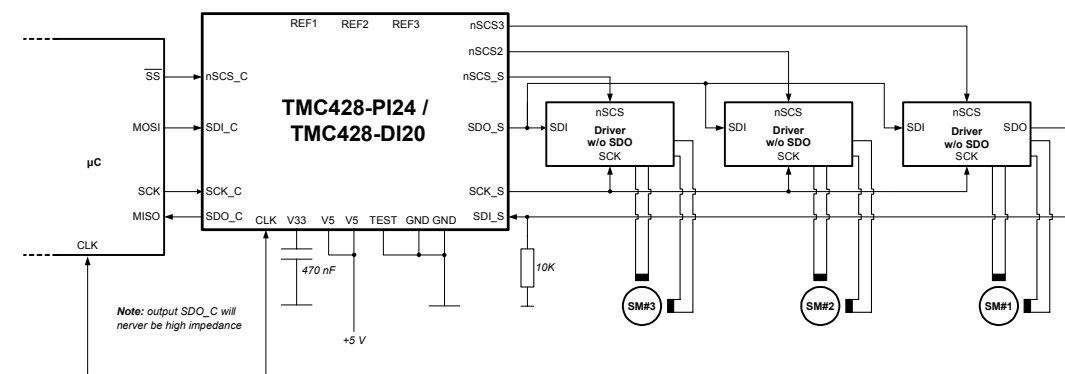 REF1 REF2 REF3
nSCS3
nSCS2
SS nSCS_C nSCS_S
TMC428-PI24 /
TMC428-DI20
nSCS nSCS nSCS
MOSI SDI_C SDO_S SDI Driver SDI Driver SDI Driver SDO
w/o SDO w/o SDO w/o SDO
µC
SCK SCK SCK
SCK SCK_C SCK_S
MISO SDO_C SDI_S
CLK V33 V5 V5 TEST GND GND
CLK
470 nF
10K
Note: output SDO_C will
nerver be high impedance
SM#3 SM#2 SM#1
+5 V